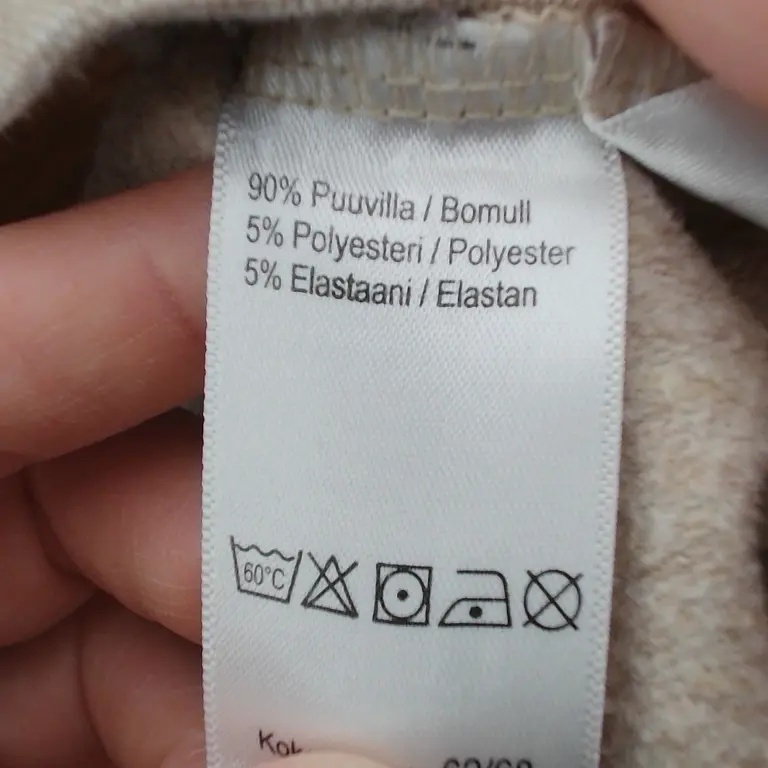 90% Puuvilla / Bomull
5% Polyesteri / Polyester
5% Elastaani / Elastan
60°C